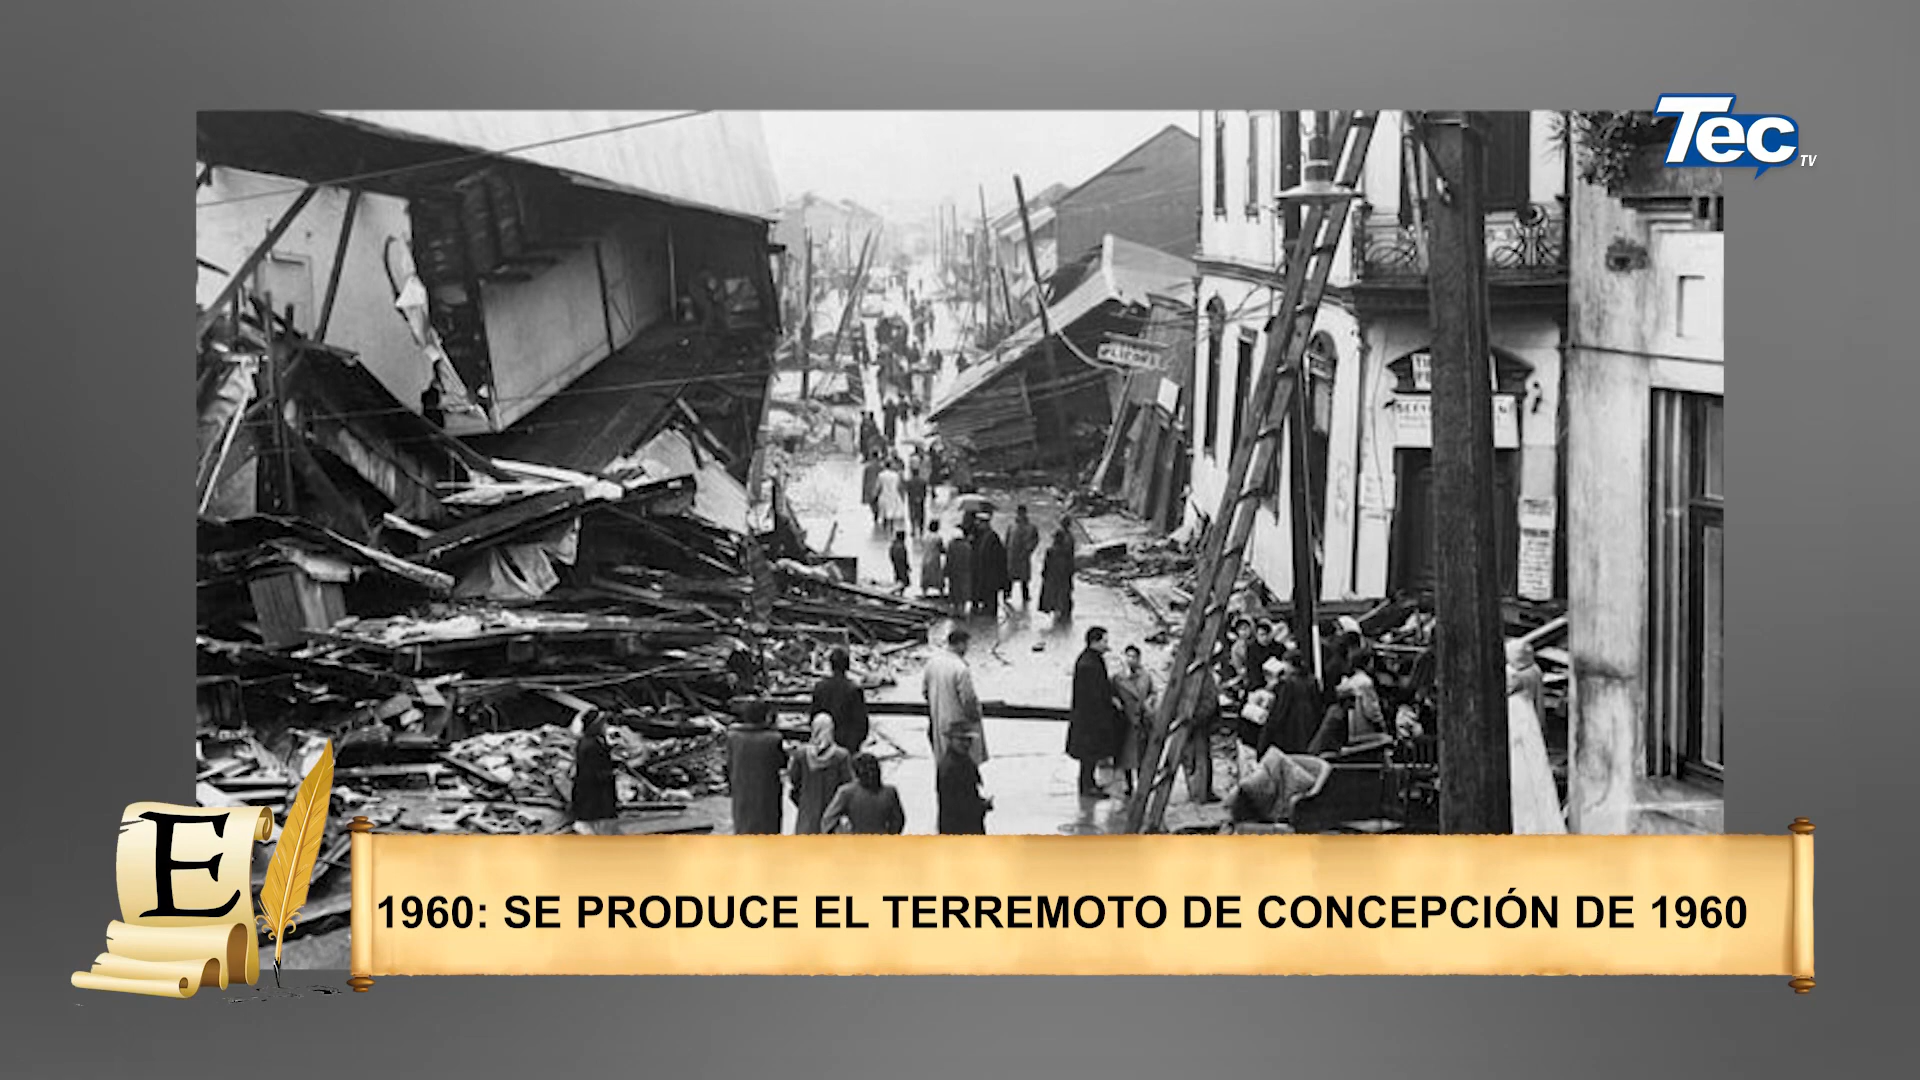 Tec
TV
E
1960: SE PRODUCE EL TERREMOTO DE CONCEPCIÓN DE 1960